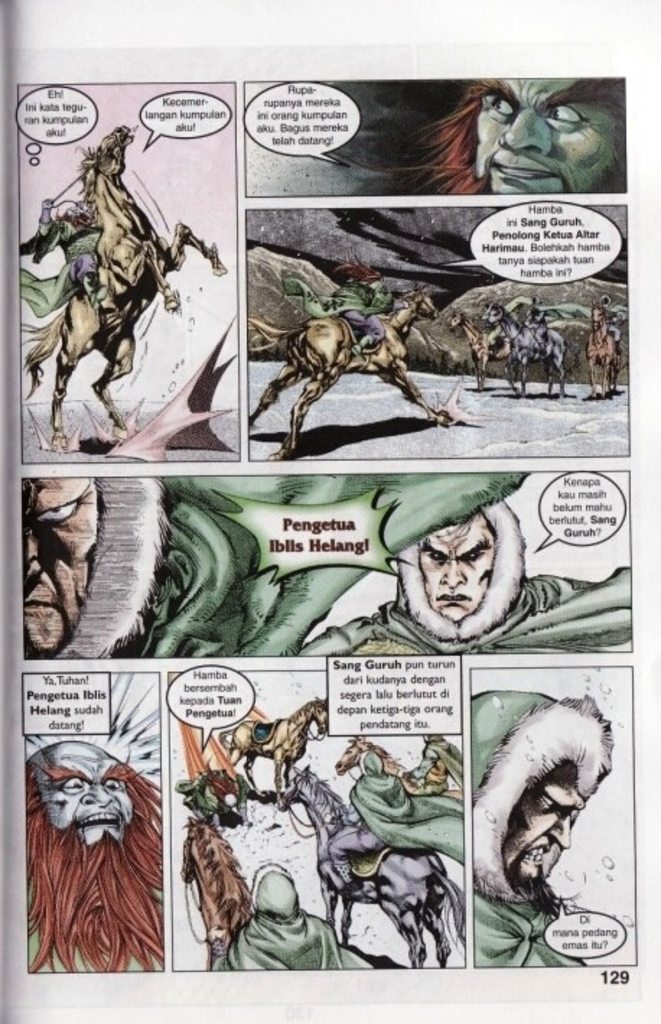 Eh!
Ini kata tegu-
ran kumpulan
aku!
Kecemer-
langan kumpulan
aku!
Rupa-
rupanya mereka
ini orang kumpulan
aku. Bagus mereka
telah datang!
Hamba
ini Sang Guruh,
Penolong Ketua Altar
Harimau. Bolehkah hamba
tanya siapakah tuan
hamba ini?
Pengetua
Iblis Helang!
Kenapa
kau masih
belum mahu
berlutut, Sang
Guruh?
Ya,Tuhan!
Pengetua Iblis
Helang sudah
datang!
Hamba
bersembah
kepada Tuan
Pengetua!
Sang Guruh pun turun
dari kudanya dengan
segera lalu berlutut di
depan ketiga-tiga orang
pendatang itu.
Di
mana pedang
emas itu?
129